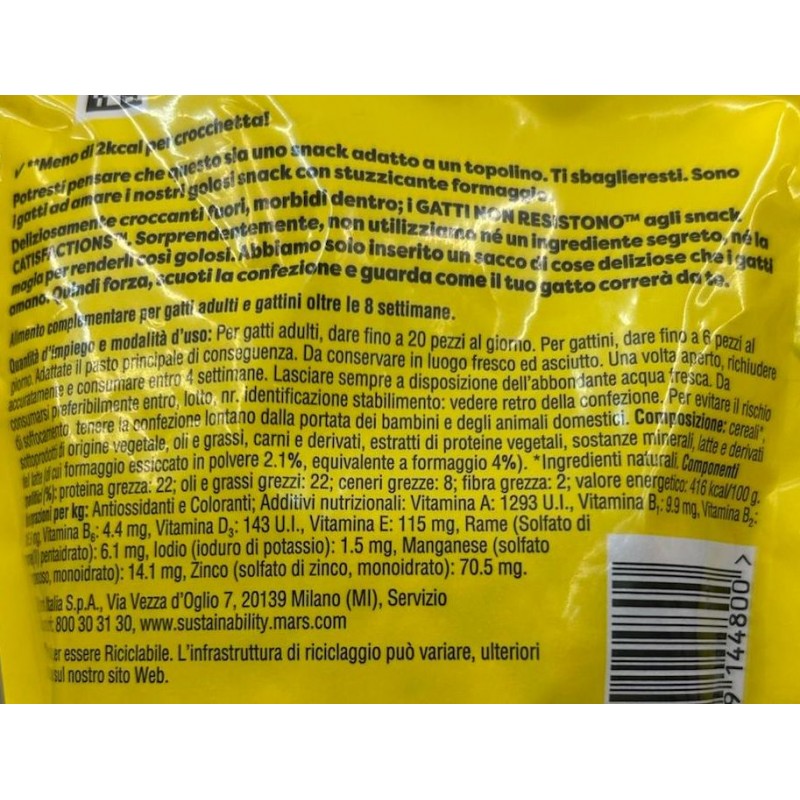 ✓ **Meno di 2kcal per crocchetta!
Potresti pensare che questo sia uno snack adatto a un topolino. Ti sbaglieresti. Sono
i gatti ad amare i nostri golosi snack con stuzzicante formaggio.
Deliziosamente croccanti fuori, morbidi dentro; i GATTI NON RESISTONO™ agli snack
CATISFACTIONS™. Sorprendentemente, non utilizziamo né un ingrediente segreto, né la
magia per renderli così golosi. Abbiamo solo inserito un sacco di cose deliziose che i gatti
amano. Quindi forza, scuoti la confezione e guarda come il tuo gatto correrà da te.
Alimento complementare per gatti adulti e gattini oltre le 8 settimane.
Quantità d'impiego e modalità d'uso: Per gatti adulti, dare fino a 20 pezzi al giorno. Per gattini, dare fino a 6 pezzi al
giorno. Adattate il pasto principale di conseguenza. Da conservare in luogo fresco ed asciutto. Una volta aperto, richiudere
accuratamente e consumare entro 4 settimane. Lasciare sempre a disposizione dell'abbondante acqua fresca. Da
consumarsi preferibilmente entro, lotto, nr. identificazione stabilimento: vedere retro della confezione. Per evitare il rischio
di soffocamento, tenere la confezione lontano dalla portata dei bambini e degli animali domestici. Composizione: cereali*,
sottoprodotti di origine vegetale, oli e grassi, carni e derivati, estratti di proteine vegetali, sostanze minerali, latte e derivati
del latte (di cui formaggio essiccato in polvere 2.1%, equivalente a formaggio 4%). *Ingredienti naturali. Componenti
(%): proteina grezza: 22; oli e grassi grezzi: 22; ceneri grezze: 8; fibra grezza: 2; valore energetico: 416 kcal/100 g.
per kg: Antiossidanti e Coloranti; Additivi nutrizionali: Vitamina A: 1293 U.I., Vitamina B₁: 9.9 mg, Vitamina B₂:
mg, Vitamina B₆: 4.4 mg, Vitamina D₃: 143 U.I., Vitamina E: 115 mg, Rame (Solfato di
pentaidrato): 6.1 mg, Iodio (ioduro di potassio): 1.5 mg, Manganese (solfato
monoidrato): 14.1 mg, Zinco (solfato di zinco, monoidrato): 70.5 mg.
Italia S.p.A., Via Vezza d'Oglio 7, 20139 Milano (MI), Servizio
800 30 31 30, www.sustainability.mars.com
essere Riciclabile. L'infrastruttura di riciclaggio può variare, ulteriori
sul nostro sito Web.
9 144800 >